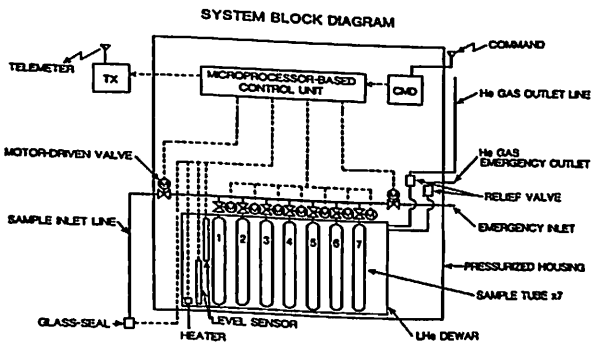 SYSTEM BLOCK DIAGRAM
COMMAND
TELEMETER
TX
MICROPROCESSOR-BASED
CONTROL UNIT
CMD
He GAS OUTLET LINE
MOTOR-DRIVEN VALVE
He GAS
EMERGENCY OUTLET
RELIEF VALVE
SAMPLE INLET LINE
EMERGENCY INLET
1 2 3 4 5 6 7
PRESSURIZED HOUSING
SAMPLE TUBE x7
GLASS-SEAL
LEVEL SENSOR
HEATER
LHe DEWAR